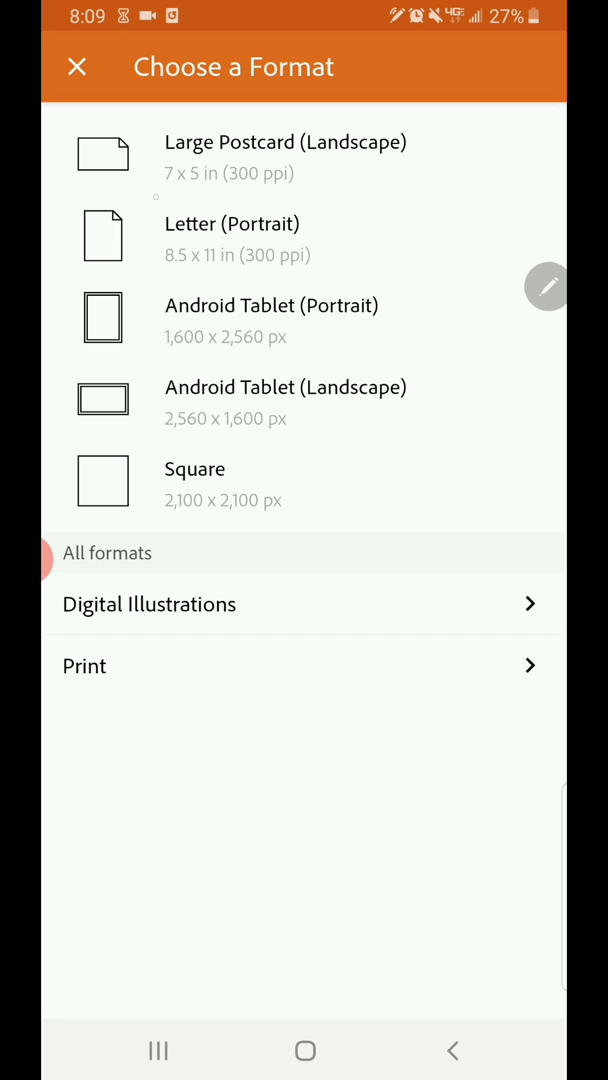 8:09
4GE
27%
Choose a Format
Large Postcard (Landscape)
7 x 5 in (300 ppi)
Letter (Portrait)
8.5 x 11 in (300 ppi)
Android Tablet (Portrait)
1,600 x 2,560 px
Android Tablet (Landscape)
2,560 x 1,600 px
Square
2,100 x 2,100 px
All formats
Digital Illustrations
Print